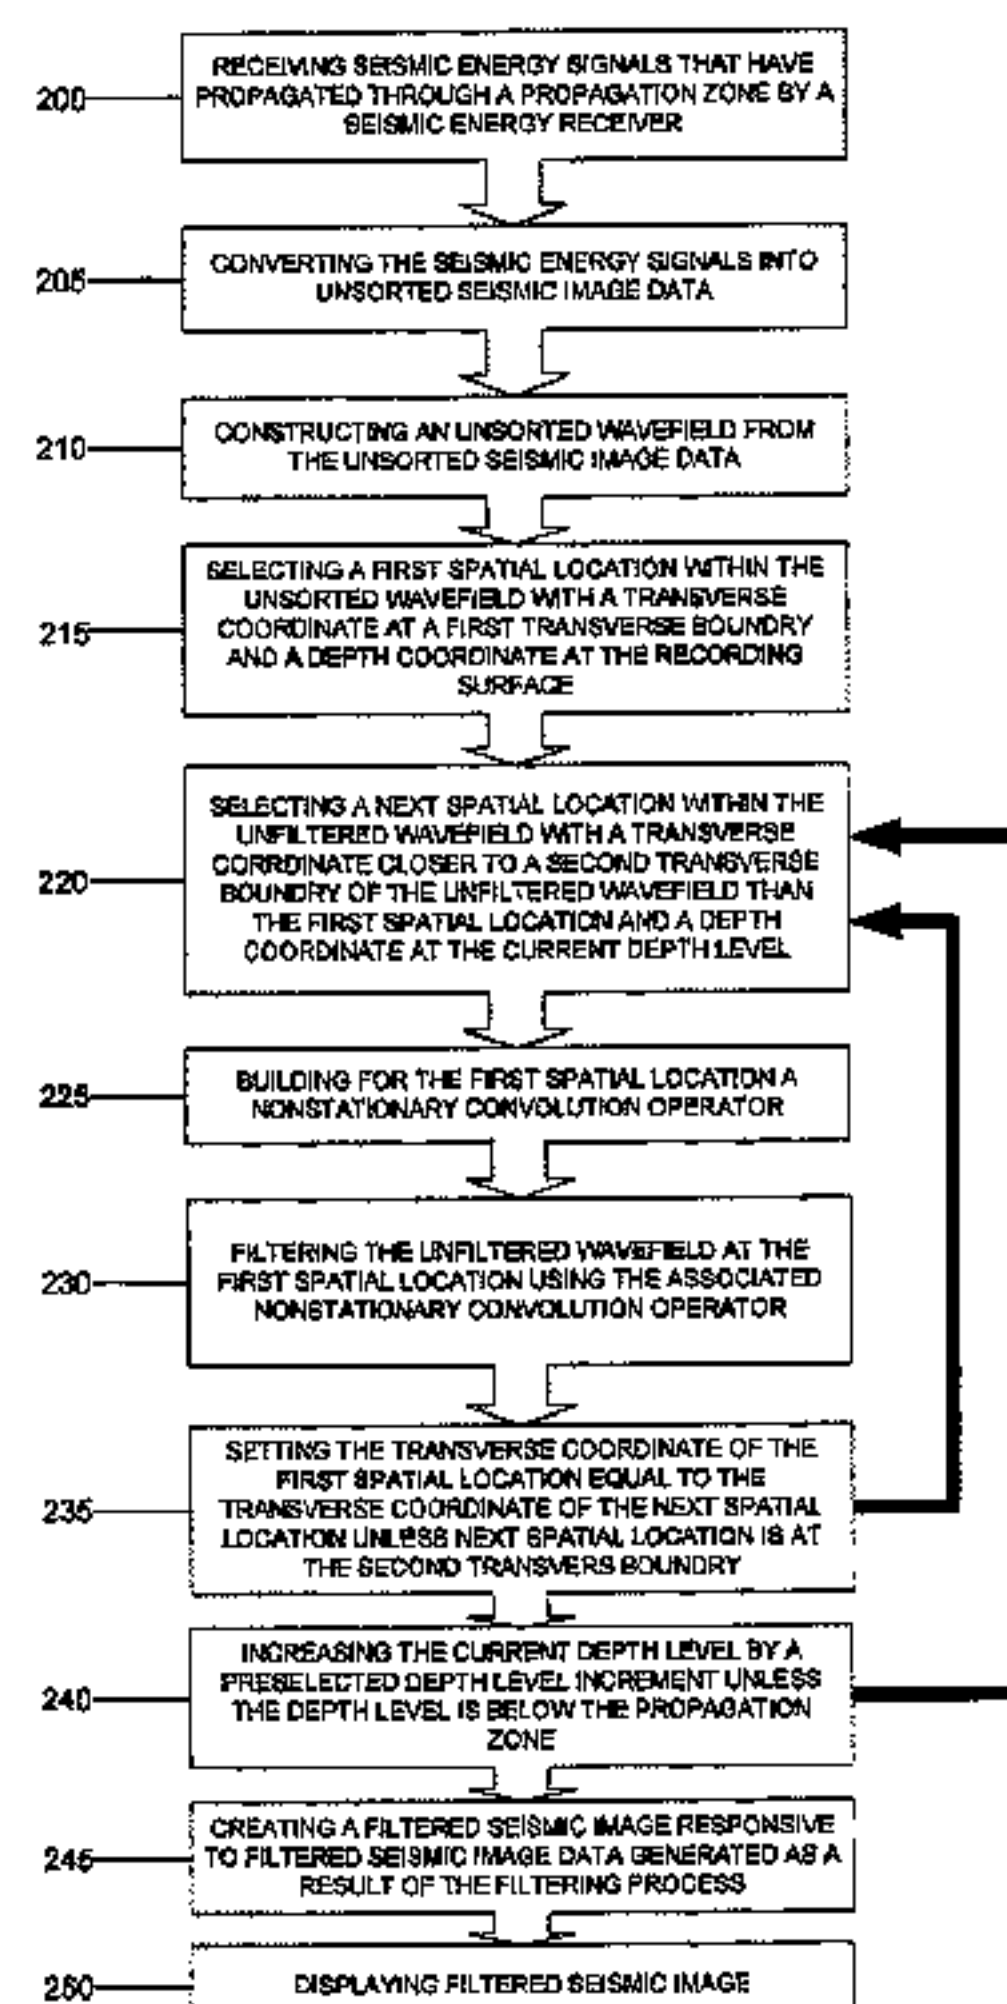 200
RECEIVING SEISMIC ENERGY SIGNALS THAT HAVE
PROPAGATED THROUGH A PROPAGATION ZONE BY A
SEISMIC ENERGY RECEIVER
205
CONVERTING THE SEISMIC ENERGY SIGNALS INTO
UNSORTED SEISMIC IMAGE DATA
210
CONSTRUCTING AN UNSORTED WAVEFIELD FROM
THE UNSORTED SEISMIC IMAGE DATA
215
SELECTING A FIRST SPATIAL LOCATION WITHIN THE
UNSORTED WAVEFIELD WITH A TRANSVERSE
COORDINATE AT A FIRST TRANSVERSE BOUNDRY
AND A DEPTH COORDINATE AT THE RECORDING
SURFACE
220
SELECTING A NEXT SPATIAL LOCATION WITHIN THE
UNFILTERED WAVEFIELD WITH A TRANSVERSE
CORRDINATE CLOSER TO A SECOND TRANSVERSE
BOUNDRY OF THE UNFILTERED WAVEFIELD THAN
THE FIRST SPATIAL LOCATION AND A DEPTH
COORDINATE AT THE CURRENT DEPTH LEVEL
225
BUILDING FOR THE FIRST SPATIAL LOCATION A
NONSTATIONARY CONVOLUTION OPERATOR
230
FILTERING THE UNFILTERED WAVEFIELD AT THE
FIRST SPATIAL LOCATION USING THE ASSOCIATED
NONSTATIONARY CONVOLUTION OPERATOR
235
SETTING THE TRANSVERSE COORDINATE OF THE
FIRST SPATIAL LOCATION EQUAL TO THE
TRANSVERSE COORDINATE OF THE NEXT SPATIAL
LOCATION UNLESS NEXT SPATIAL LOCATION IS AT
THE SECOND TRANSVERS BOUNDRY
240
INCREASING THE CURRENT DEPTH LEVEL BY A
PRESELECTED DEPTH LEVEL INCREMENT UNLESS
THE DEPTH LEVEL IS BELOW THE PROPAGATION
ZONE
245
CREATING A FILTERED SEISMIC IMAGE RESPONSIVE
TO FILTERED SEISMIC IMAGE DATA GENERATED AS A
RESULT OF THE FILTERING PROCESS
250
DISPLAYING FILTERED SEISMIC IMAGE